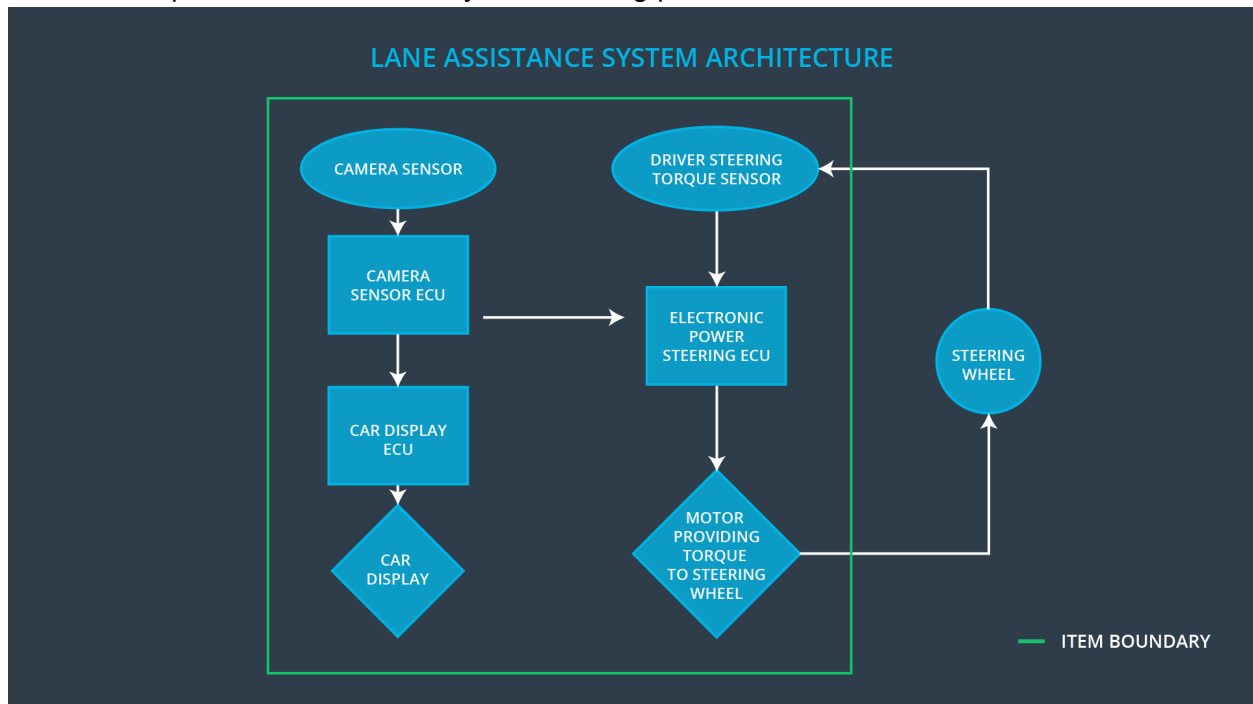 LANE ASSISTANCE SYSTEM ARCHITECTURE
CAMERA SENSOR
CAMERA
SENSOR ECU
CAR DISPLAY
ECU
CAR
DISPLAY
DRIVER STEERING
TORQUE SENSOR
ELECTRONIC
POWER
STEERING ECU
MOTOR
PROVIDING
TORQUE
TO STEERING
WHEEL
STEERING
WHEEL
ITEM BOUNDARY